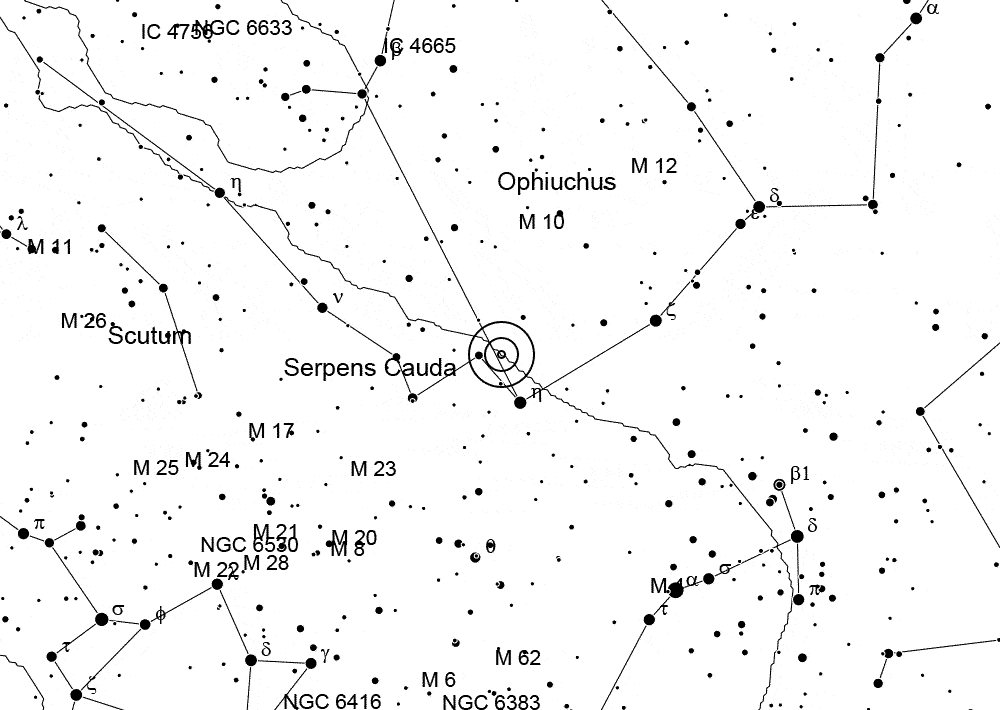 α
IC 4756
NGC 6633
β
IC 4665
M 12
Ophiuchus
η
δ
ε
λ
M 10
M 11
ν
M 26
Scutum
ζ
Serpens Cauda
η
M 17
M 25
M 24
M 23
β1
π
δ
M 21
M 20
NGC 6530
M 8
θ
M 28
M 22
λ
σ
M 4
α
π
σ
φ
τ
τ
δ
γ
M 62
ζ
M 6
NGC 6416
NGC 6383